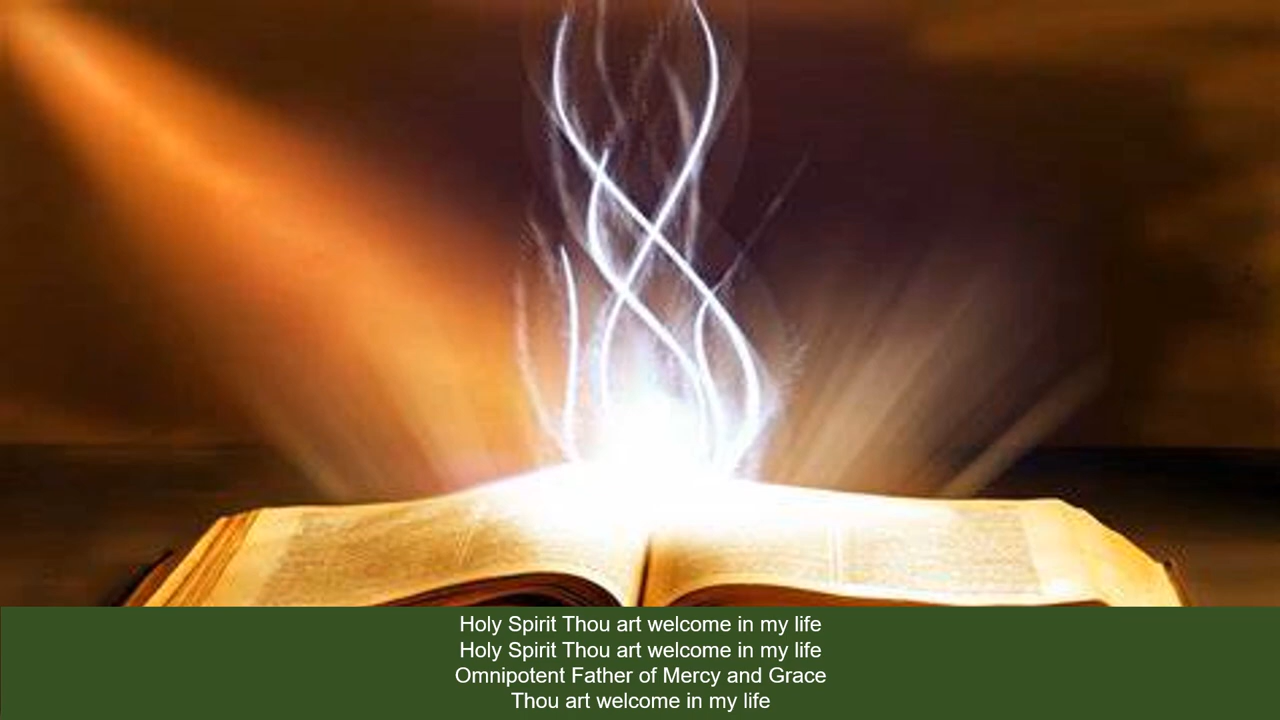 Holy Spirit Thou art welcome in my life
Holy Spirit Thou art welcome in my life
Omnipotent Father of Mercy and Grace
Thou art welcome in my life